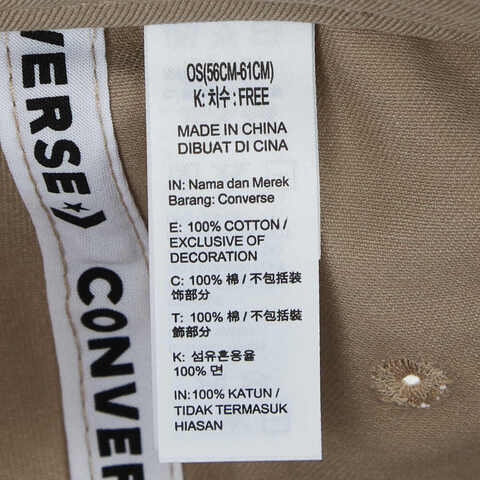 OS(56CM-61CM)
K: 치수 : FREE
MADE IN CHINA
DIBUAT DI CINA
IN: Nama dan Merek
Barang: Converse
E: 100% COTTON /
EXCLUSIVE OF
DECORATION
C: 100% 棉 / 不包括装
饰部分
T: 100% 棉 / 不包括裝
飾部分
K: 섬유혼용율
100% 면
IN: 100% KATUN /
TIDAK TERMASUK
HIASAN
VERSE
CONVER